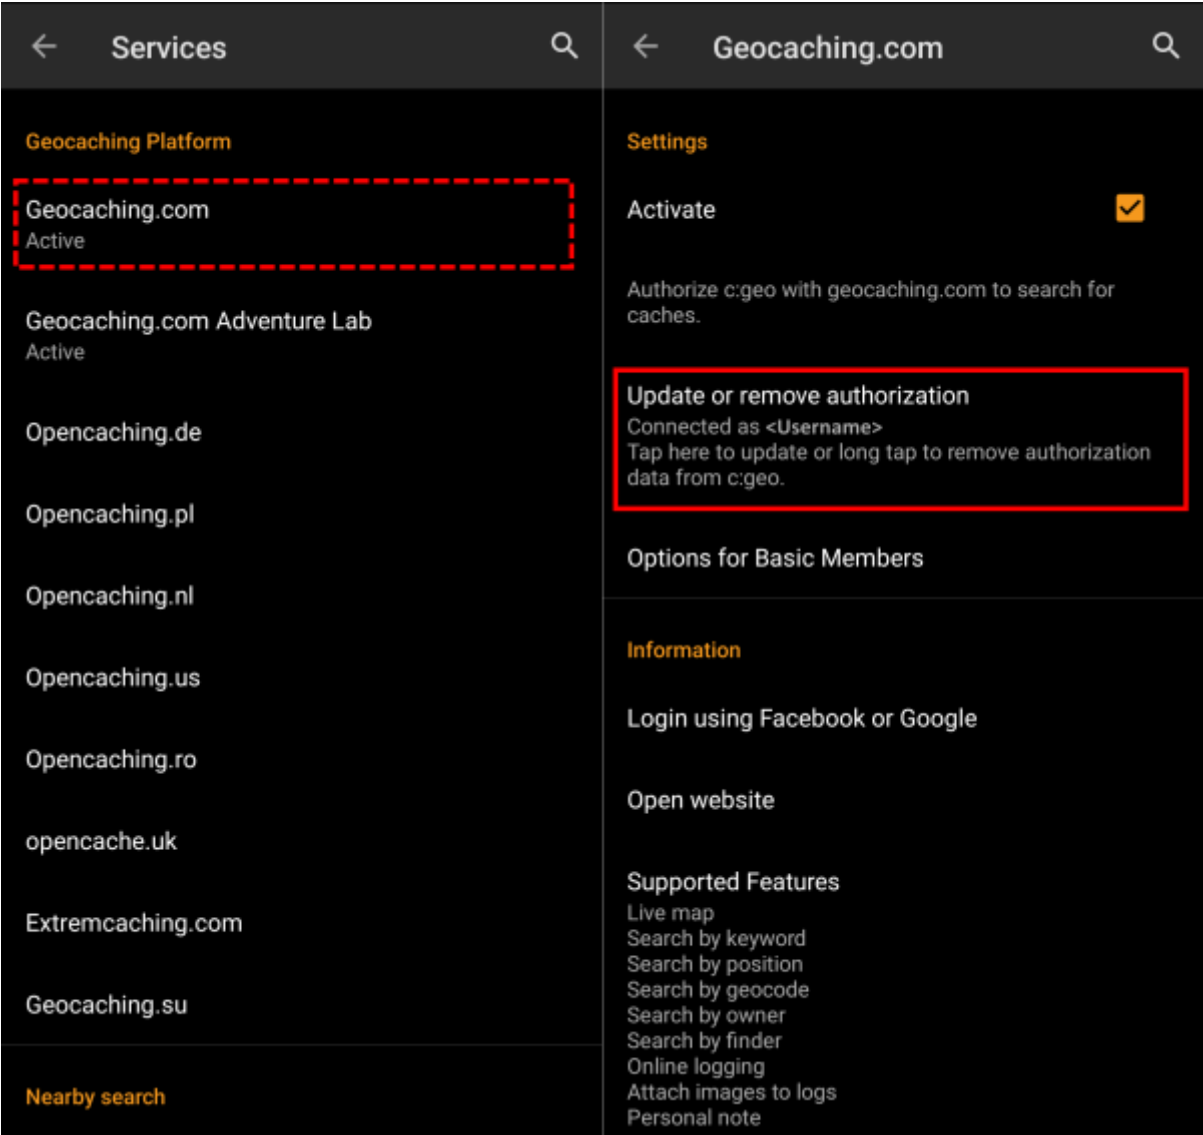 Services
Geocaching Platform
Geocaching.com
Active
Geocaching.com Adventure Lab
Active
Opencaching.de
Opencaching.pl
Opencaching.nl
Opencaching.us
Opencaching.ro
opencache.uk
Extremcaching.com
Geocaching.su
Nearby search
Geocaching.com
Settings
Activate
Authorize c:geo with geocaching.com to search for
caches.
Update or remove authorization
Connected as <Username>
Tap here to update or long tap to remove authorization
data from c:geo.
Options for Basic Members
Information
Login using Facebook or Google
Open website
Supported Features
Live map
Search by keyword
Search by position
Search by geocode
Search by owner
Search by finder
Online logging
Attach images to logs
Personal note